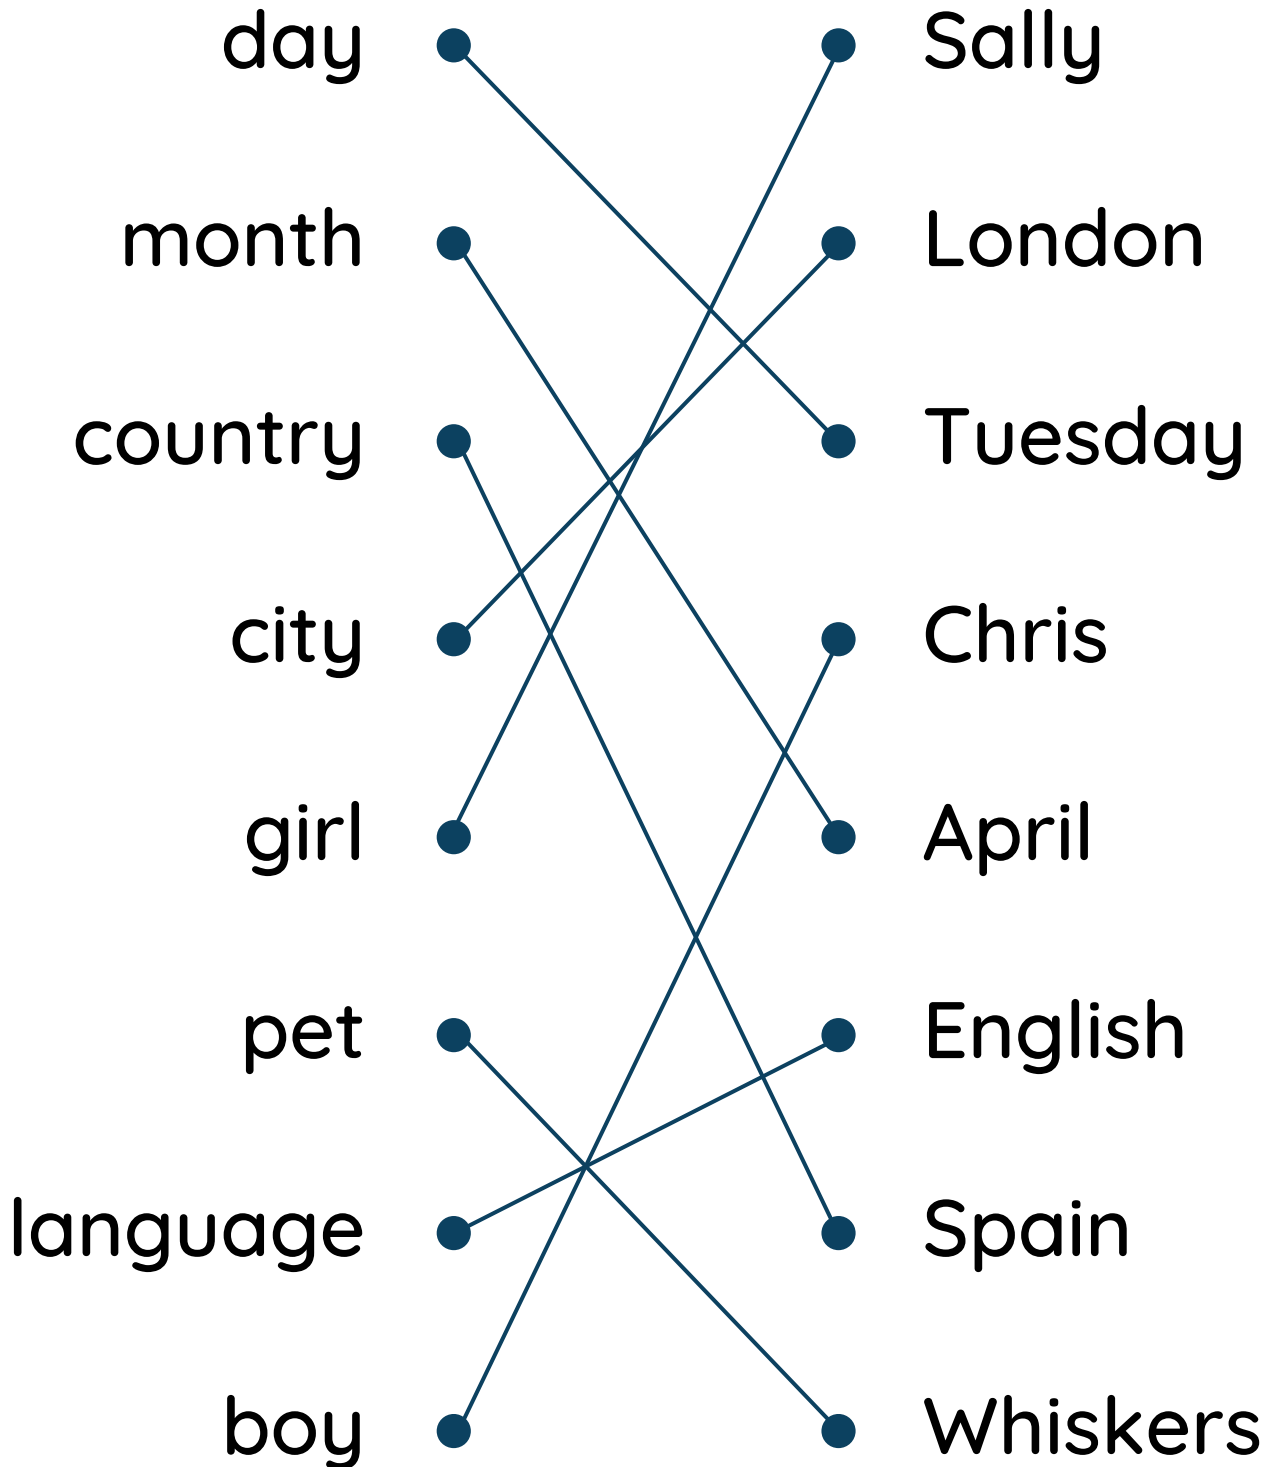 day Sally
month London
country Tuesday
city Chris
girl April
pet English
language Spain
boy Whiskers